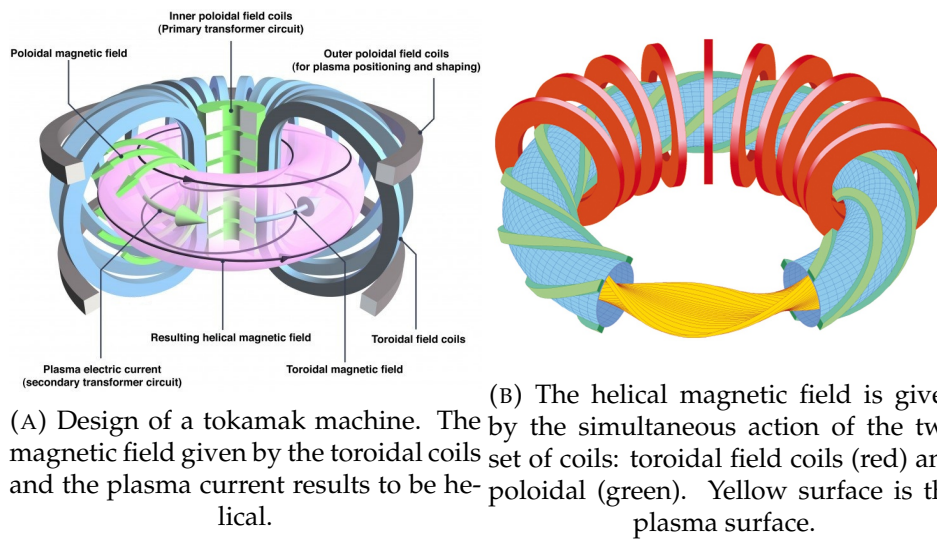 Inner poloidal field coils
(Primary transformer circuit)
Poloidal magnetic field
Outer poloidal field coils
(for plasma positioning and shaping)
Resulting helical magnetic field
Toroidal field coils
Plasma electric current
(secondary transformer circuit)
Toroidal magnetic field
(A) Design of a tokamak machine. The
magnetic field given by the toroidal coils
and the plasma current results to be he-
lical.
(B) The helical magnetic field is give
by the simultaneous action of the tw
set of coils: toroidal field coils (red) an
poloidal (green). Yellow surface is th
plasma surface.